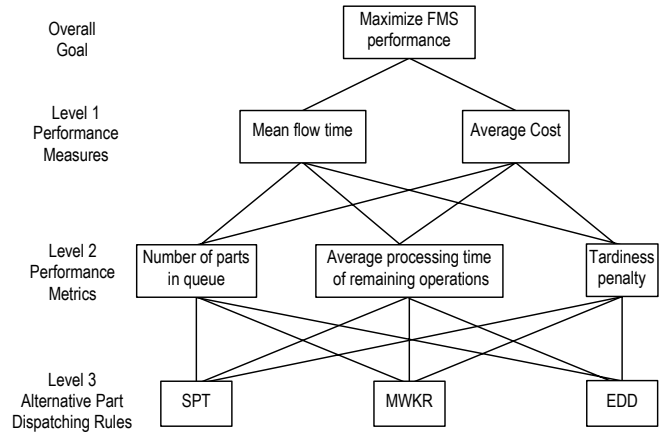 Overall
Goal
Maximize FMS
performance
Level 1
Performance
Measures
Mean flow time
Average Cost
Level 2
Performance
Metrics
Number of parts
in queue
Average processing time
of remaining operations
Tardiness
penalty
Level 3
Alternative Part
Dispatching Rules
SPT
MWKR
EDD